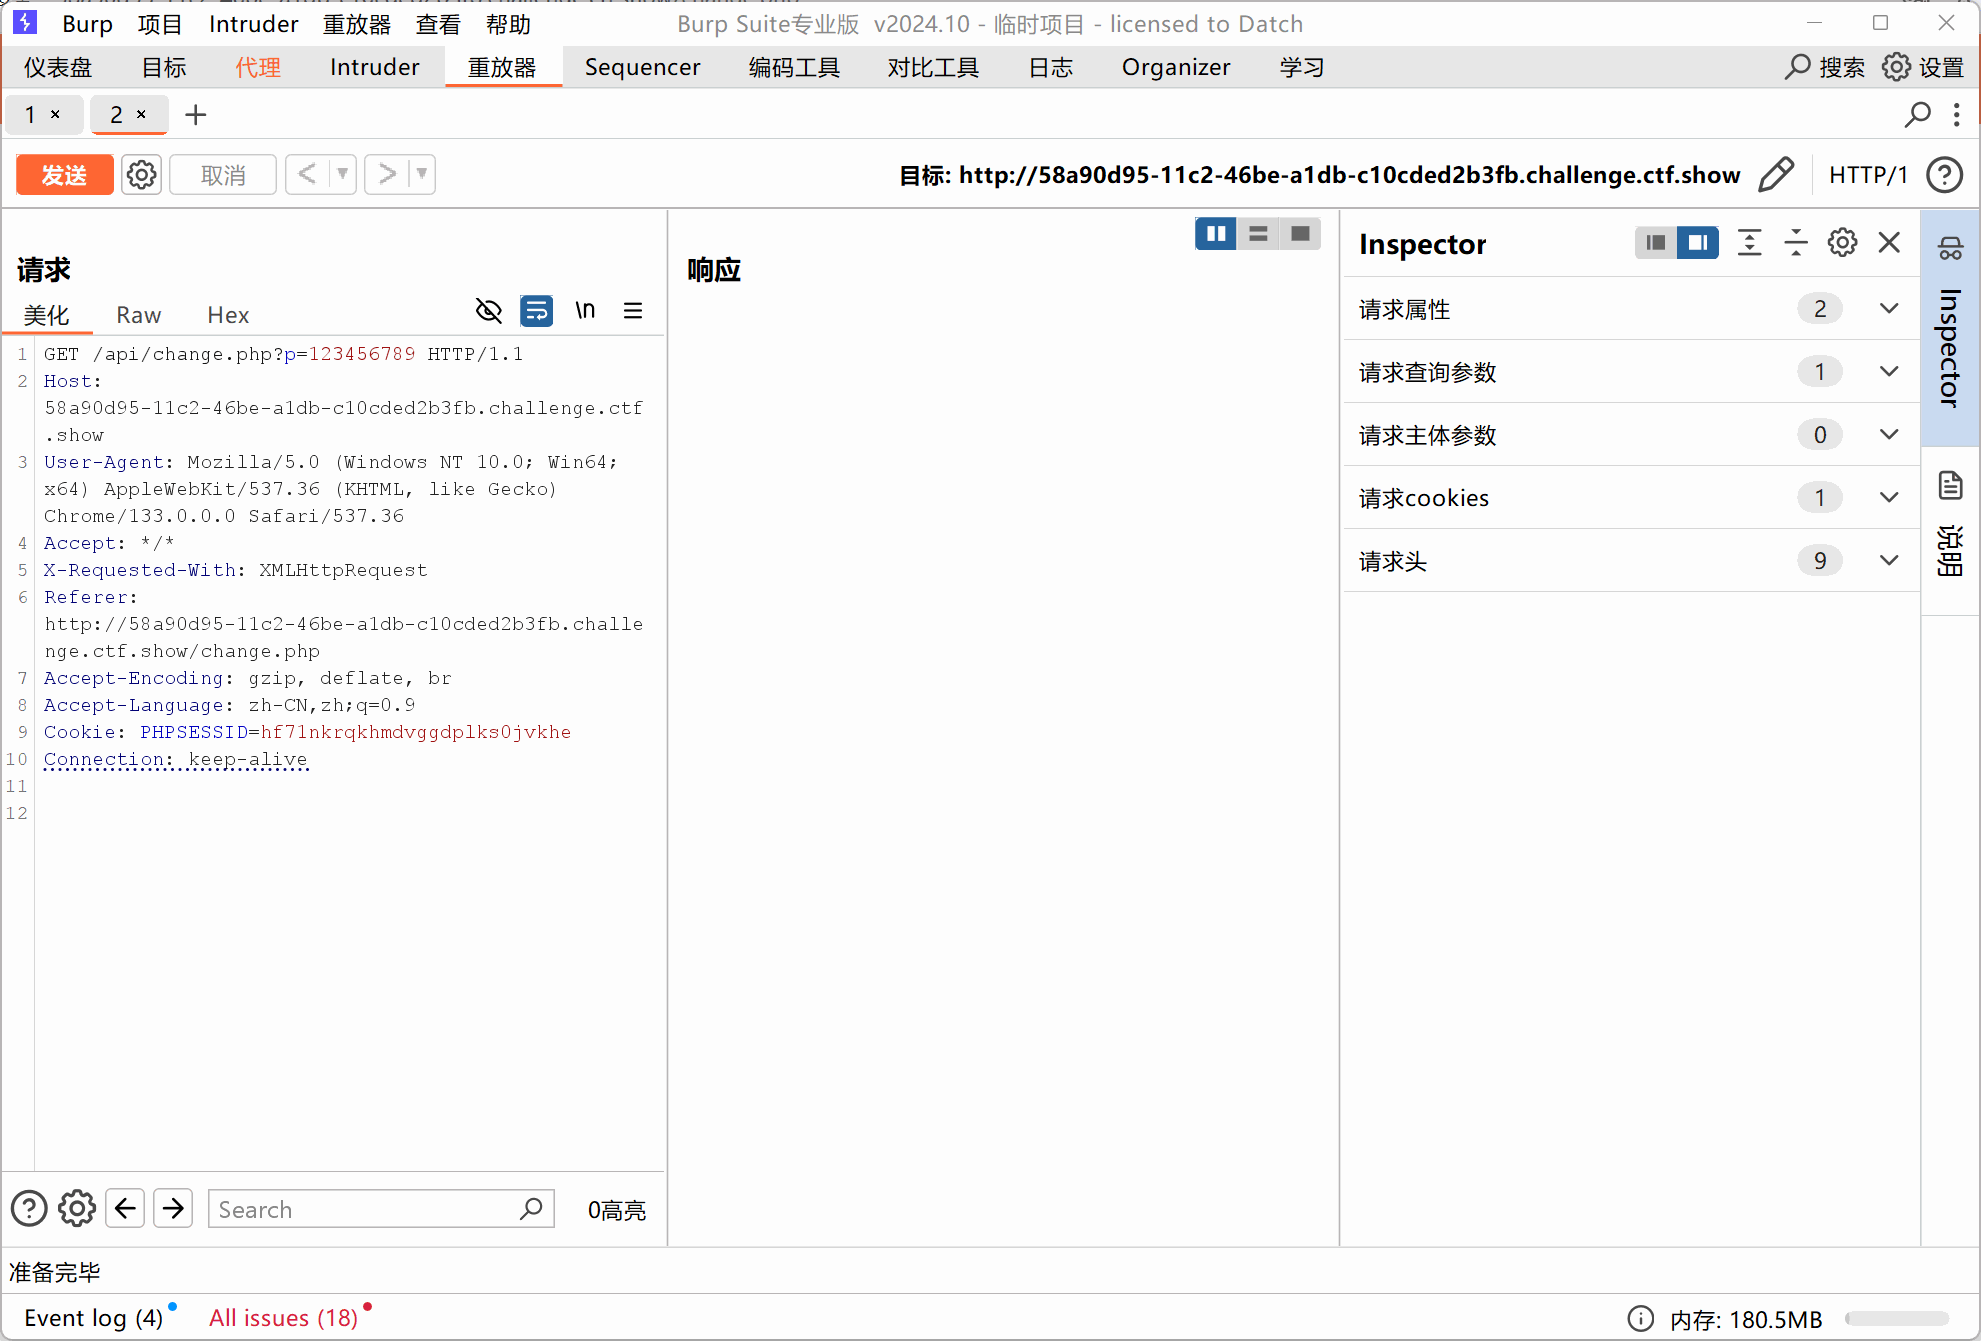 Burp 项目 Intruder 重放器 查看 帮助 Burp Suite专业版 v2024.10 - 临时项目 - licensed to Datch
仪表盘 目标 代理 Intruder 重放器 Sequencer 编码工具 对比工具 日志 Organizer 学习 搜索 设置
1 × 2 × +
发送 取消 < > 目标: http://58a90d95-11c2-46be-a1db-c10cded2b3fb.challenge.ctf.show HTTP/1
请求
美化 Raw Hex \n
1 GET /api/change.php?p=123456789 HTTP/1.1
2 Host:
58a90d95-11c2-46be-a1db-c10cded2b3fb.challenge.ctf
.show
3 User-Agent: Mozilla/5.0 (Windows NT 10.0; Win64;
x64) AppleWebKit/537.36 (KHTML, like Gecko)
Chrome/133.0.0.0 Safari/537.36
4 Accept: */*
5 X-Requested-With: XMLHttpRequest
6 Referer:
http://58a90d95-11c2-46be-a1db-c10cded2b3fb.challe
nge.ctf.show/change.php
7 Accept-Encoding: gzip, deflate, br
8 Accept-Language: zh-CN,zh;q=0.9
9 Cookie: PHPSESSID=hf71nkrqkhmdvggdplks0jvkhe
10 Connection: keep-alive
11
12
Search 0高亮
响应
Inspector
请求属性 2
请求查询参数 1
请求主体参数 0
请求cookies 1
请求头 9
Inspector
说明
准备完毕
Event log (4) All issues (18) 内存: 180.5MB